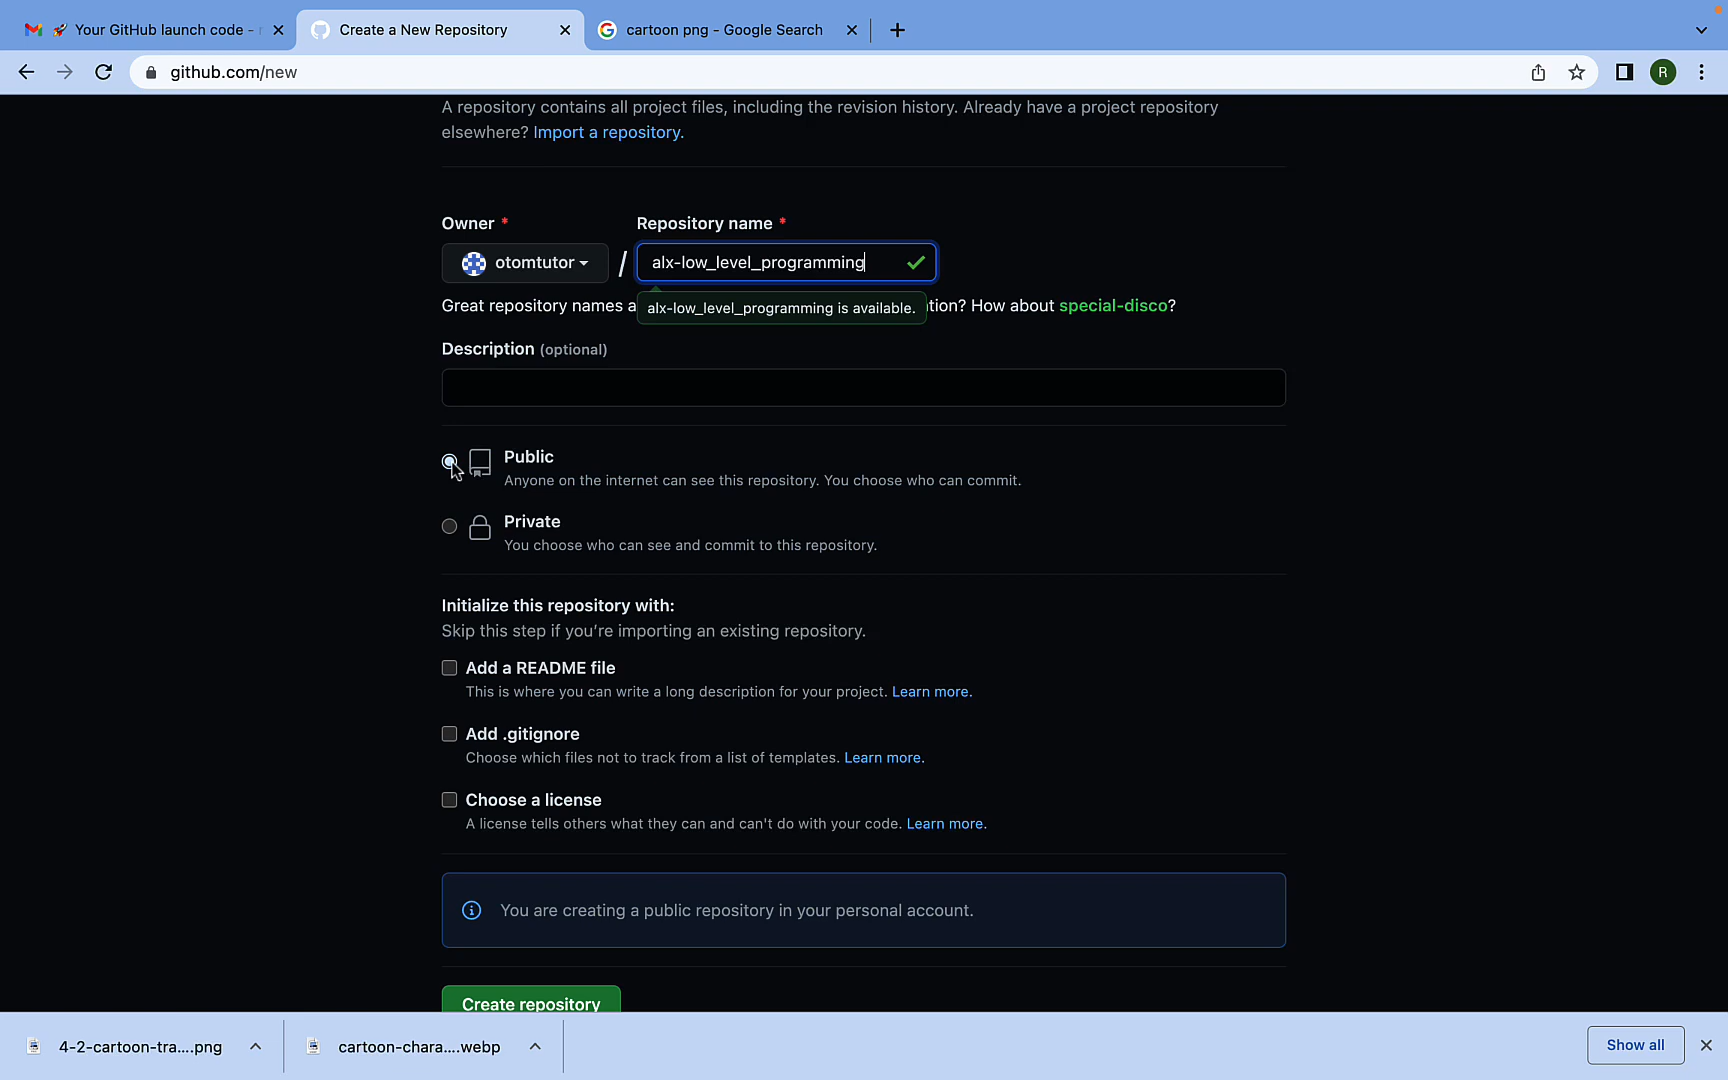 Your GitHub launch code -
Create a New Repository
cartoon png - Google Search
github.com/new
R
A repository contains all project files, including the revision history. Already have a project repository
elsewhere? Import a repository.
Owner *
Repository name *
otomtutor
/
alx-low_level_programming
Great repository names a
alx-low_level_programming is available.
tion? How about special-disco?
Description (optional)
Public
Anyone on the internet can see this repository. You choose who can commit.
Private
You choose who can see and commit to this repository.
Initialize this repository with:
Skip this step if you're importing an existing repository.
Add a README file
This is where you can write a long description for your project. Learn more.
Add .gitignore
Choose which files not to track from a list of templates. Learn more.
Choose a license
A license tells others what they can and can't do with your code. Learn more.
You are creating a public repository in your personal account.
Create repository
4-2-cartoon-tra....png
cartoon-chara....webp
Show all